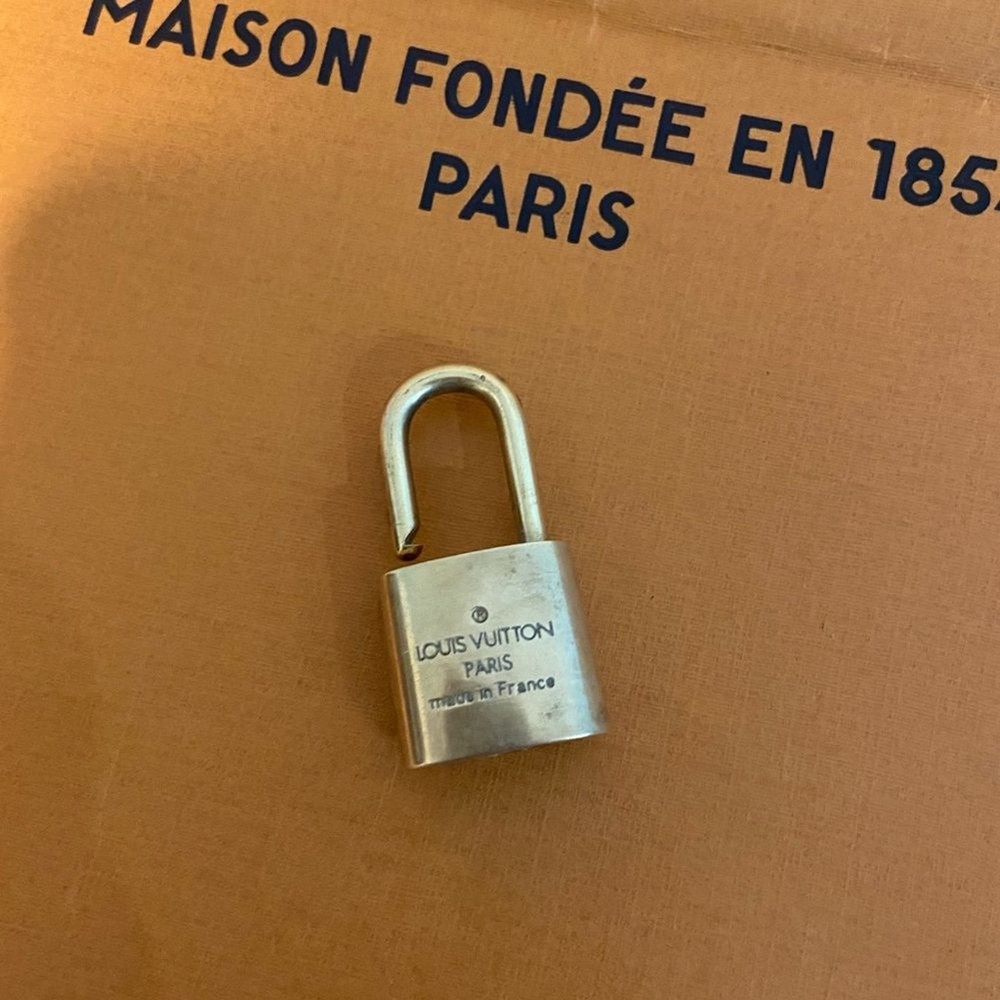 MAISON FONDÉE EN 185
PARIS
®
LOUIS VUITTON
PARIS
made in France